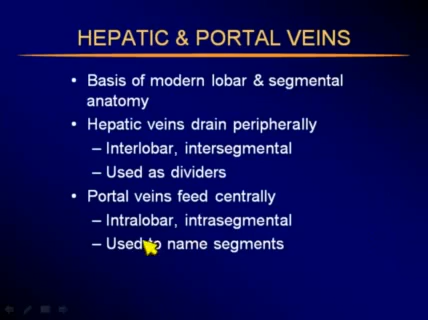 HEPATIC & PORTAL VEINS
• Basis of modern lobar & segmental
anatomy
• Hepatic veins drain peripherally
– Interlobar, intersegmental
– Used as dividers
• Portal veins feed centrally
– Intralobar, intrasegmental
– Used to name segments